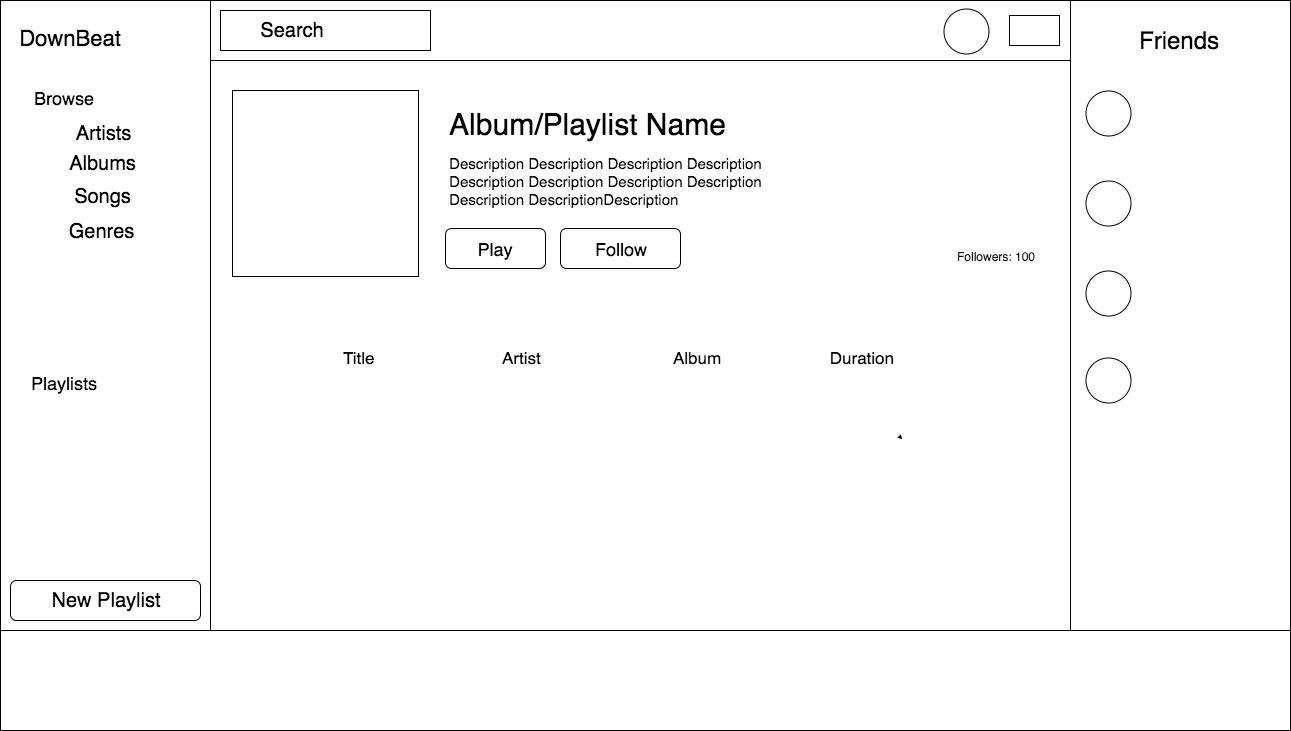 DownBeat
Browse
Artists
Albums
Songs
Genres
Playlists
New Playlist
Search
Album/Playlist Name
Description Description Description Description
Description Description Description Description
Description DescriptionDescription
Play
Follow
Followers: 100
Title
Artist
Album
Duration
Friends